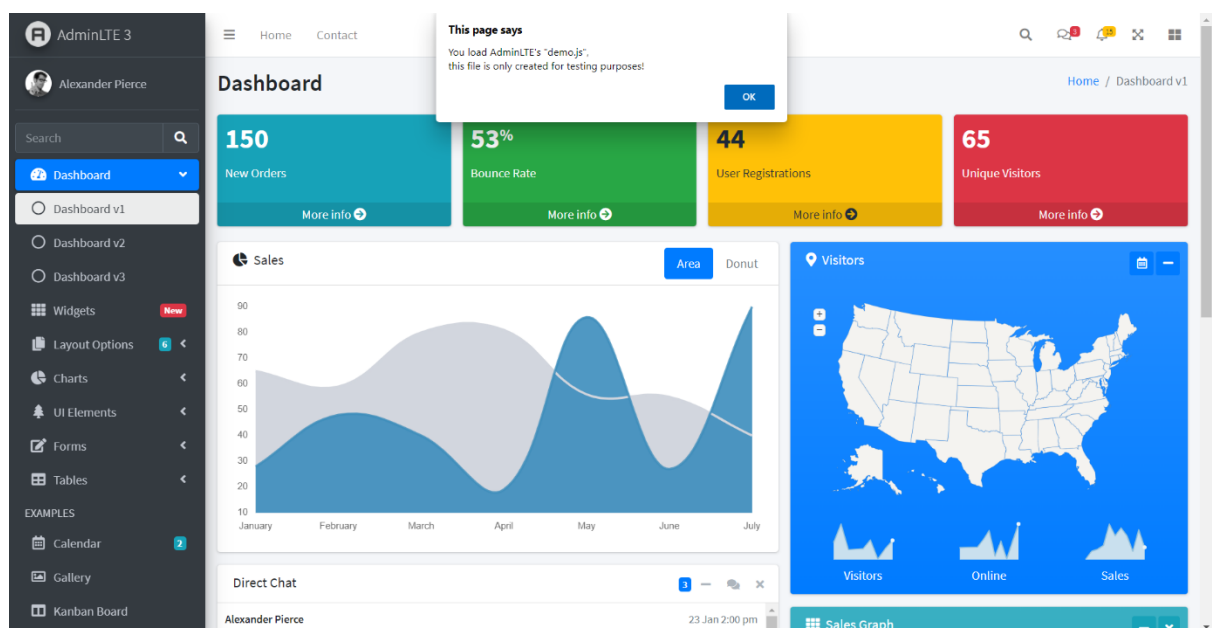 AdminLTE 3
Alexander Pierce
Search
Dashboard
Dashboard v1
Dashboard v2
Dashboard v3
Widgets New
Layout Options 6
Charts
UI Elements
Forms
Tables
EXAMPLES
Calendar 2
Gallery
Kanban Board
Home Contact
3 15
This page says
You load AdminLTE's "demo.js",
this file is only created for testing purposes!
OK
Dashboard
Home / Dashboard v1
150
New Orders
More info
53%
Bounce Rate
More info
44
User Registrations
More info
65
Unique Visitors
More info
Sales
Area Donut
90
80
70
60
50
40
30
20
10
January February March April May June July
Visitors
+
−
Visitors Online Sales
Direct Chat 3
Alexander Pierce 23 Jan 2:00 pm
Sales Graph